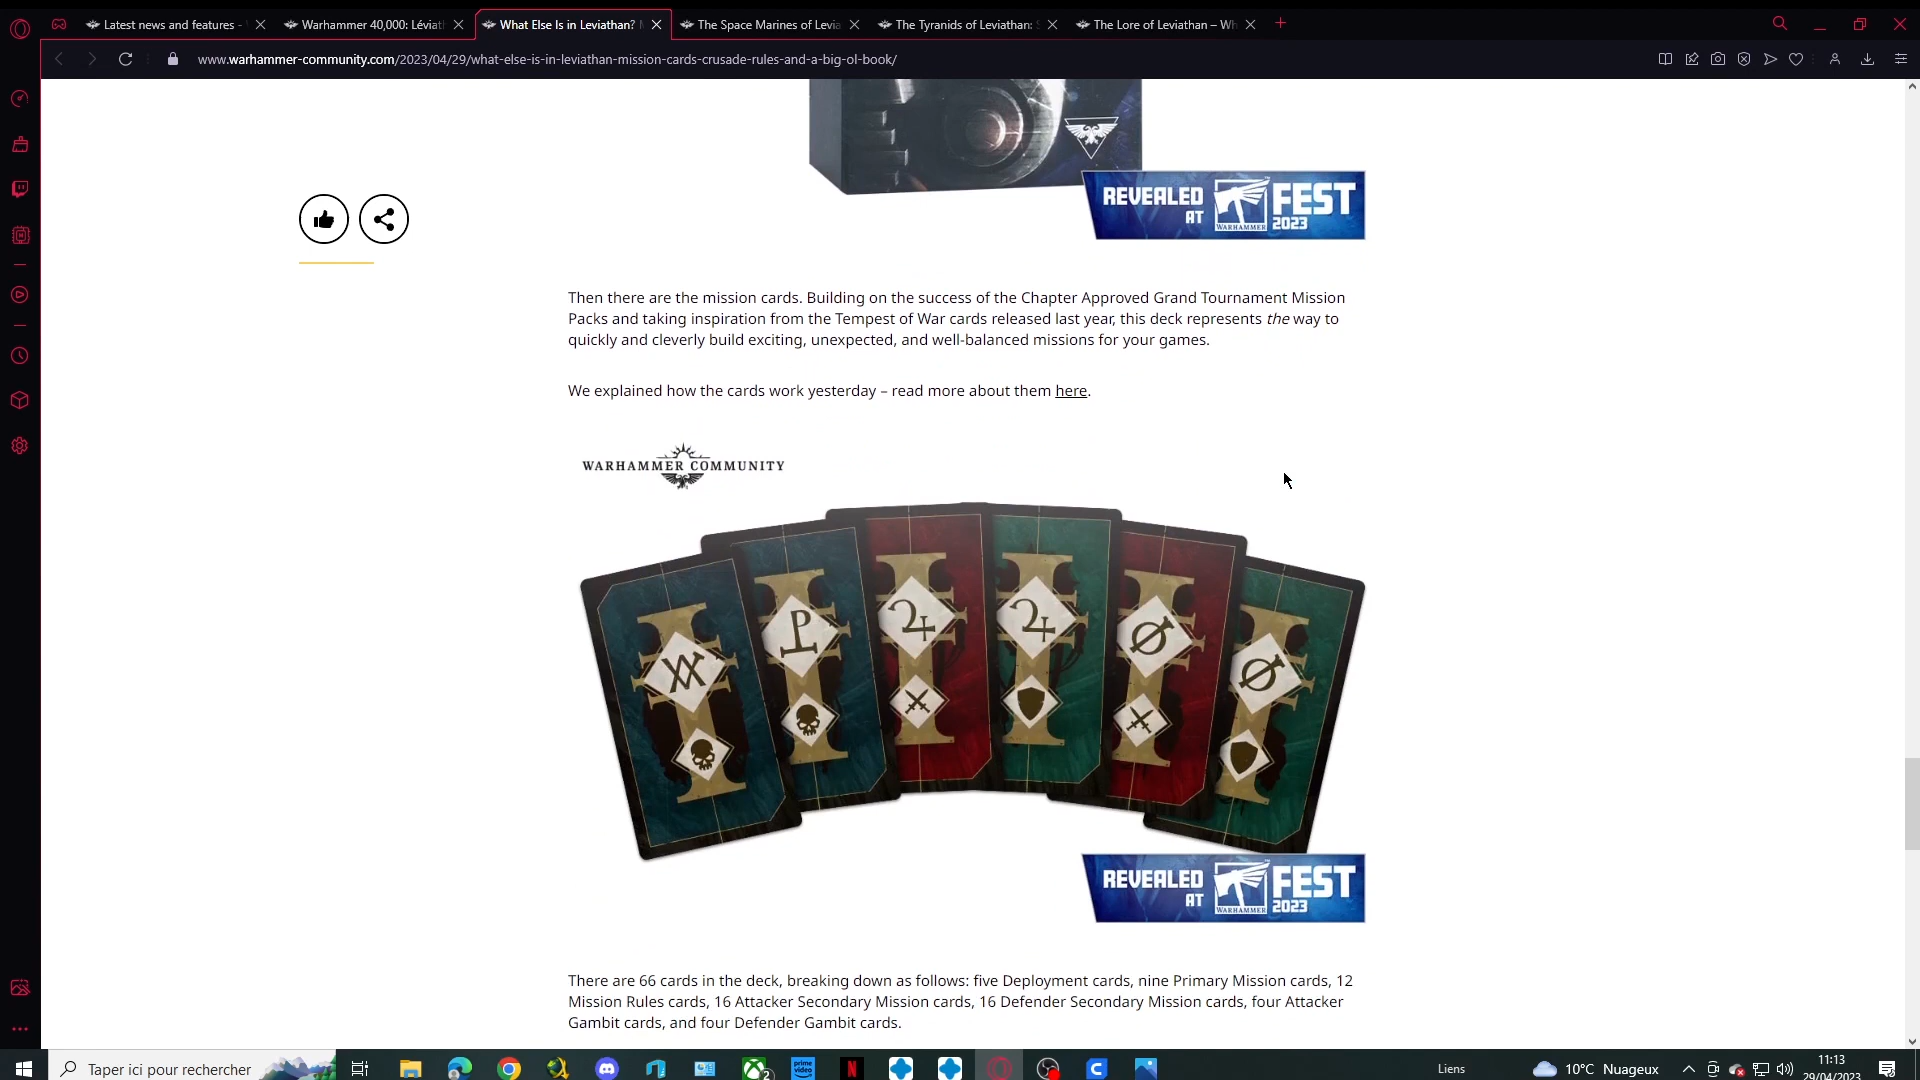 Latest news and features -
Warhammer 40,000: Léviat
What Else Is in Leviathan?
The Space Marines of Levia
The Tyranids of Leviathan:
The Lore of Leviathan – Wh
www.warhammer-community.com/2023/04/29/what-else-is-in-leviathan-mission-cards-crusade-rules-and-a-big-ol-book/
REVEALED AT WARHAMMER FEST 2023
Then there are the mission cards. Building on the success of the Chapter Approved Grand Tournament Mission
Packs and taking inspiration from the Tempest of War cards released last year, this deck represents the way to
quickly and cleverly build exciting, unexpected, and well-balanced missions for your games.
We explained how the cards work yesterday – read more about them here.
WARHAMMER COMMUNITY
REVEALED AT WARHAMMER FEST 2023
There are 66 cards in the deck, breaking down as follows: five Deployment cards, nine Primary Mission cards, 12
Mission Rules cards, 16 Attacker Secondary Mission cards, 16 Defender Secondary Mission cards, four Attacker
Gambit cards, and four Defender Gambit cards.
Taper ici pour rechercher
2
prime video
N
Liens
10°C Nuageux
11:13
29/04/2023